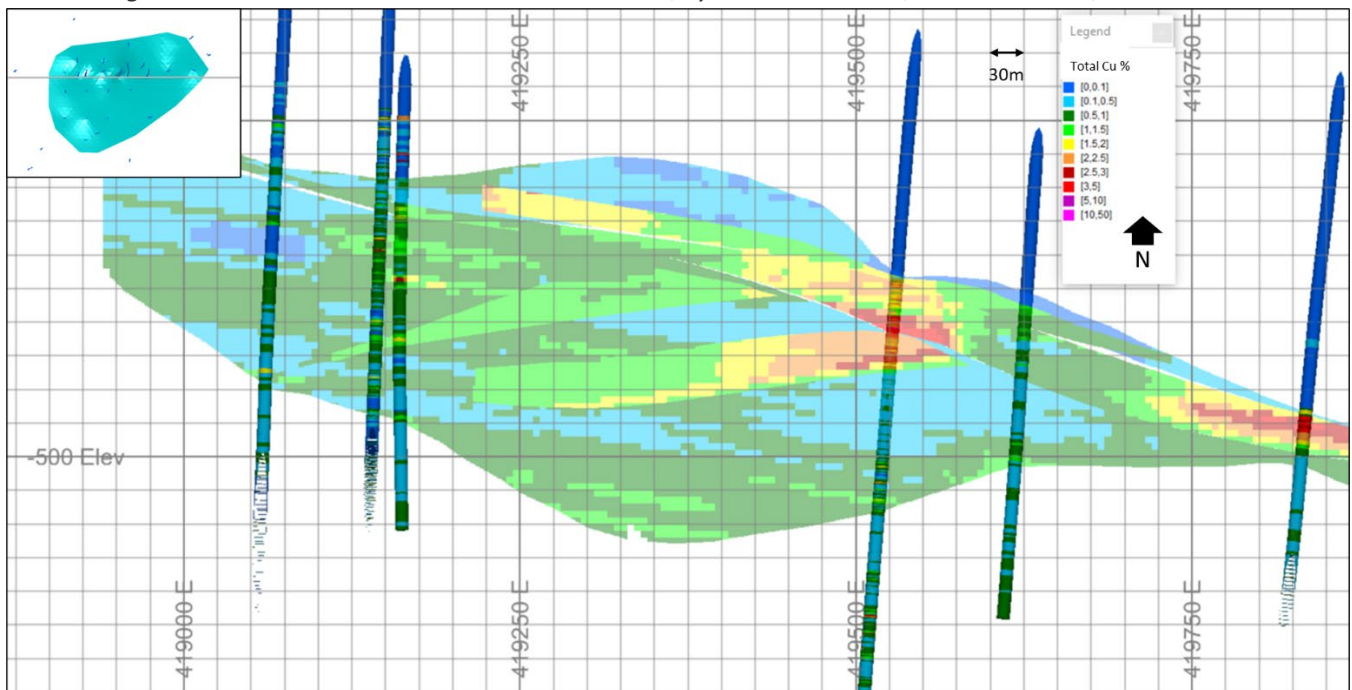 419250 E
419500 E
419750 E
30m
Legend
Total Cu %
[0,0.1]
[0.1,0.5]
[0.5,1]
[1,1.5]
[1.5,2]
[2,2.5]
[2.5,3]
[3,5]
[5,10]
[10,50]
N
-500 Elev
419000 E
419250 E
419500 E
419750 E